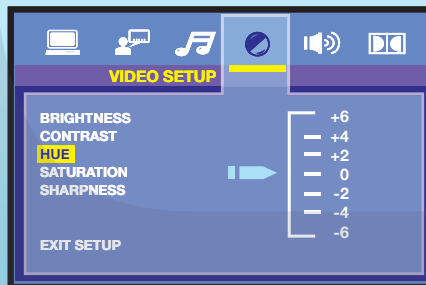 VIDEO SETUP
BRIGHTNESS
CONTRAST
HUE
SATURATION
SHARPNESS
EXIT SETUP
+6
+4
+2
0
-2
-4
-6